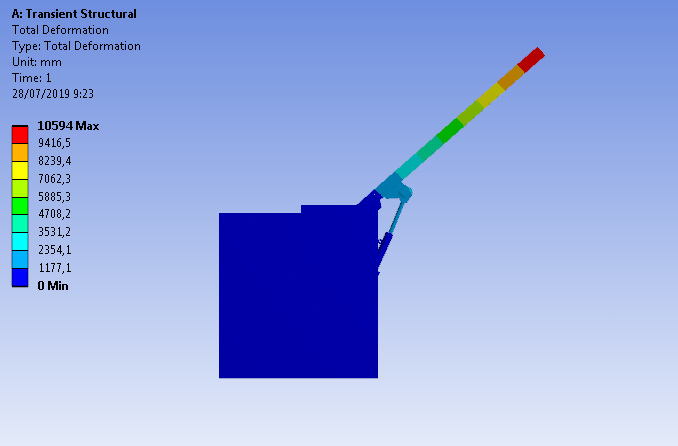 A: Transient Structural
Total Deformation
Type: Total Deformation
Unit: mm
Time: 1
28/07/2019 9:23
10594 Max
9416,5
8239,4
7062,3
5885,3
4708,2
3531,2
2354,1
1177,1
0 Min